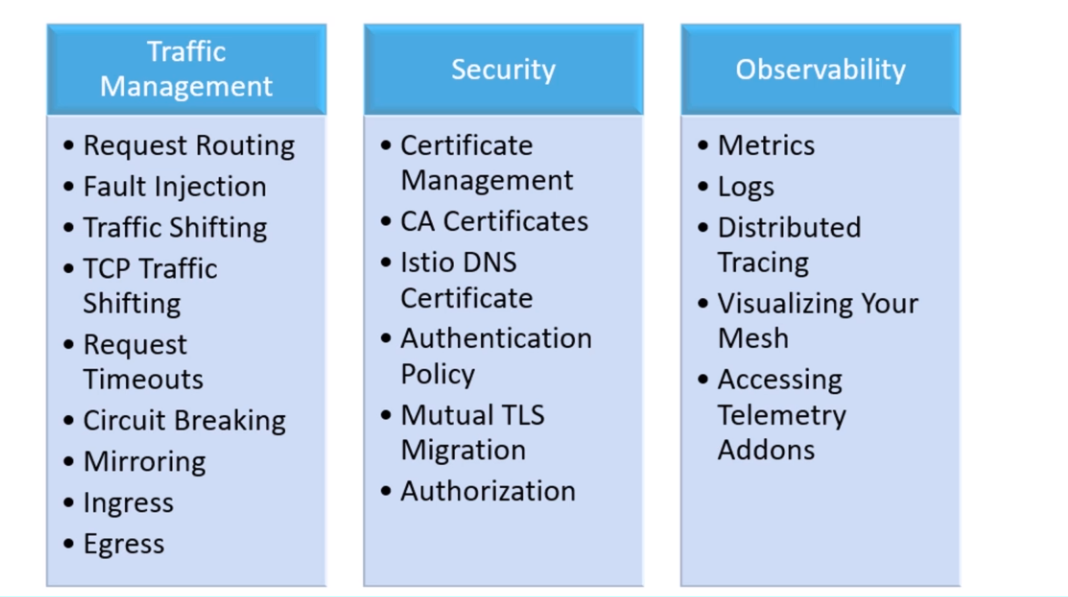 Traffic
Management
• Request Routing
• Fault Injection
• Traffic Shifting
• TCP Traffic
Shifting
• Request
Timeouts
• Circuit Breaking
• Mirroring
• Ingress
• Egress
Security
• Certificate
Management
• CA Certificates
• Istio DNS
Certificate
• Authentication
Policy
• Mutual TLS
Migration
• Authorization
Observability
• Metrics
• Logs
• Distributed
Tracing
• Visualizing Your
Mesh
• Accessing
Telemetry
Addons